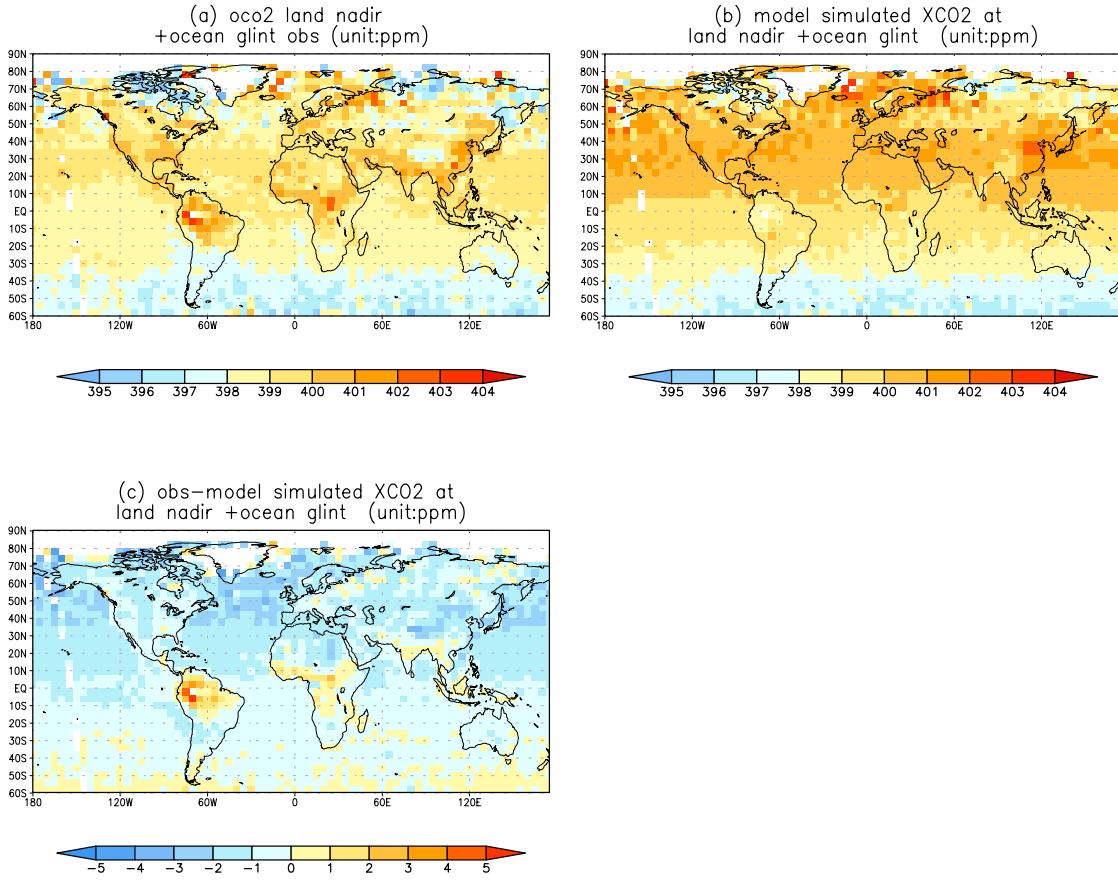 (a) oco2 land nadir
+ocean glint obs (unit:ppm)
90N
80N
70N
60N
50N
40N
30N
20N
10N
EQ
10S
20S
30S
40S
50S
60S
180 120W 60W 0 60E 120E
395 396 397 398 399 400 401 402 403 404
(b) model simulated XCO2 at
land nadir +ocean glint (unit:ppm)
90N
80N
70N
60N
50N
40N
30N
20N
10N
EQ
10S
20S
30S
40S
50S
60S
180 120W 60W 0 60E 120E
395 396 397 398 399 400 401 402 403 404
(c) obs-model simulated XCO2 at
land nadir +ocean glint (unit:ppm)
90N
80N
70N
60N
50N
40N
30N
20N
10N
EQ
10S
20S
30S
40S
50S
60S
180 120W 60W 0 60E 120E
-5 -4 -3 -2 -1 0 1 2 3 4 5